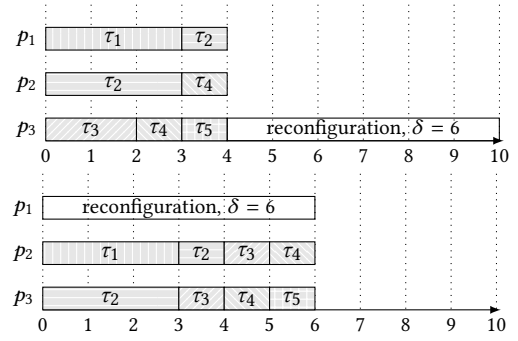 p₁ τ₁ τ₂
p₂ τ₂ τ₄
p₃ τ₃ τ₄ τ₅ reconfiguration, δ = 6
0 1 2 3 4 5 6 7 8 9 10
p₁ reconfiguration, δ = 6
p₂ τ₁ τ₂ τ₃ τ₄
p₃ τ₂ τ₃ τ₄ τ₅
0 1 2 3 4 5 6 7 8 9 10